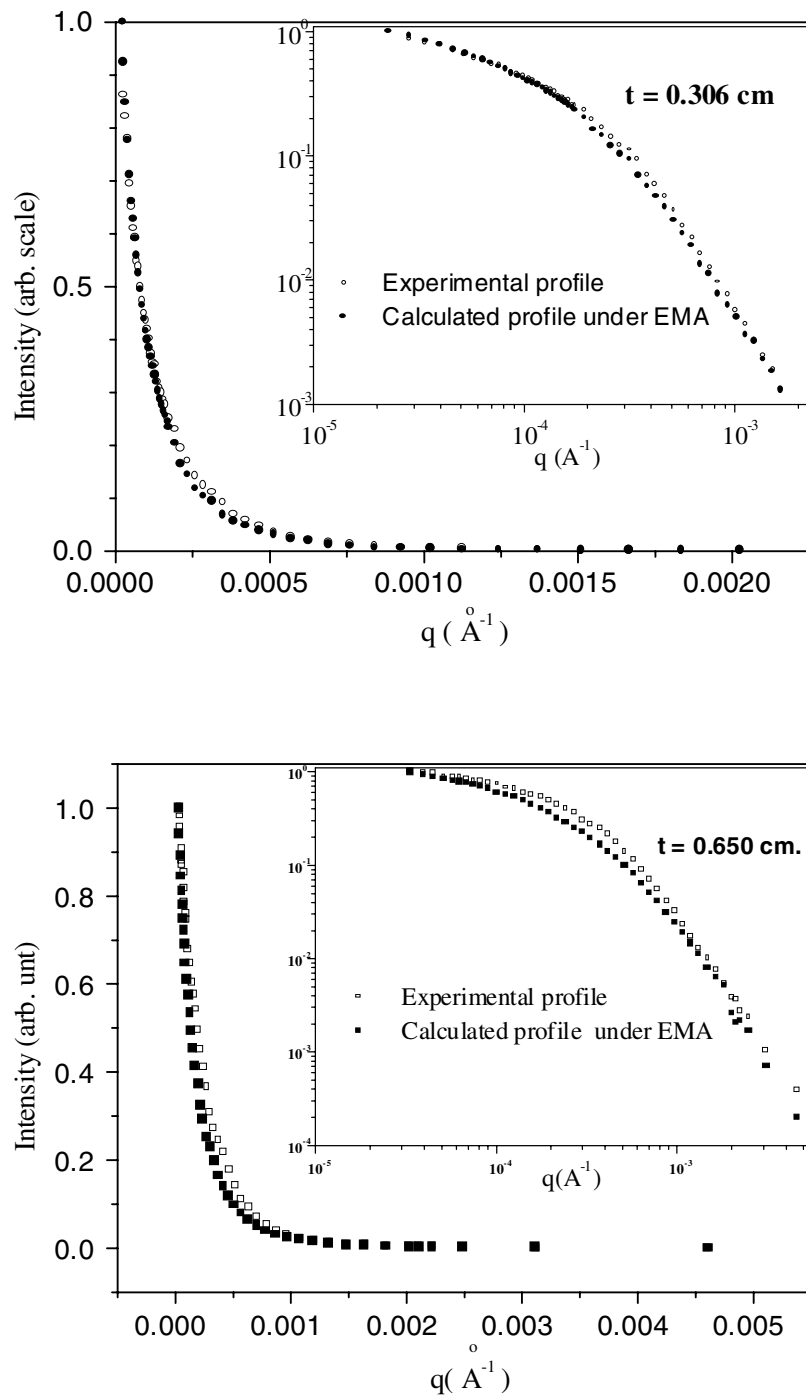 1.0
0.5
0.0
Intensity (arb. scale)
10^0
10^-1
10^-2
10^-3
t = 0.306 cm
Experimental profile
Calculated profile under EMA
10^-5
10^-4
10^-3
q (A^-1)
0.0000
0.0005
0.0010
0.0015
0.0020
q ( Å^-1 )
1.0
0.8
0.6
0.4
0.2
0.0
Intensity (arb. unt)
10^0
10^-1
10^-2
10^-3
10^-4
t = 0.650 cm.
Experimental profile
Calculated profile under EMA
10^-5
10^-4
10^-3
q(A^-1)
0.000
0.001
0.002
0.003
0.004
0.005
q( Å^-1 )